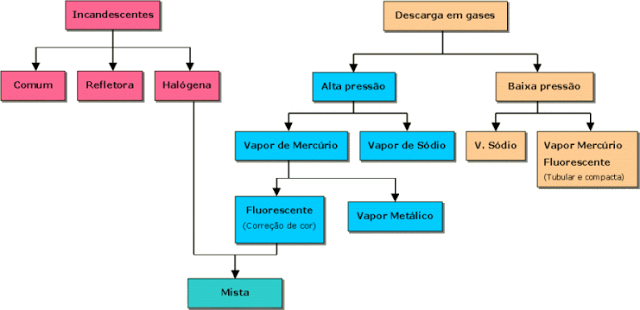 Incandescentes
Descarga em gases
Comum
Refletora
Halógena
Alta pressão
Baixa pressão
Vapor de Mercúrio
Vapor de Sódio
V. Sódio
Vapor Mercúrio
Fluorescente
(Tubular e compacta)
Fluorescente
(Correção de cor)
Vapor Metálico
Mista